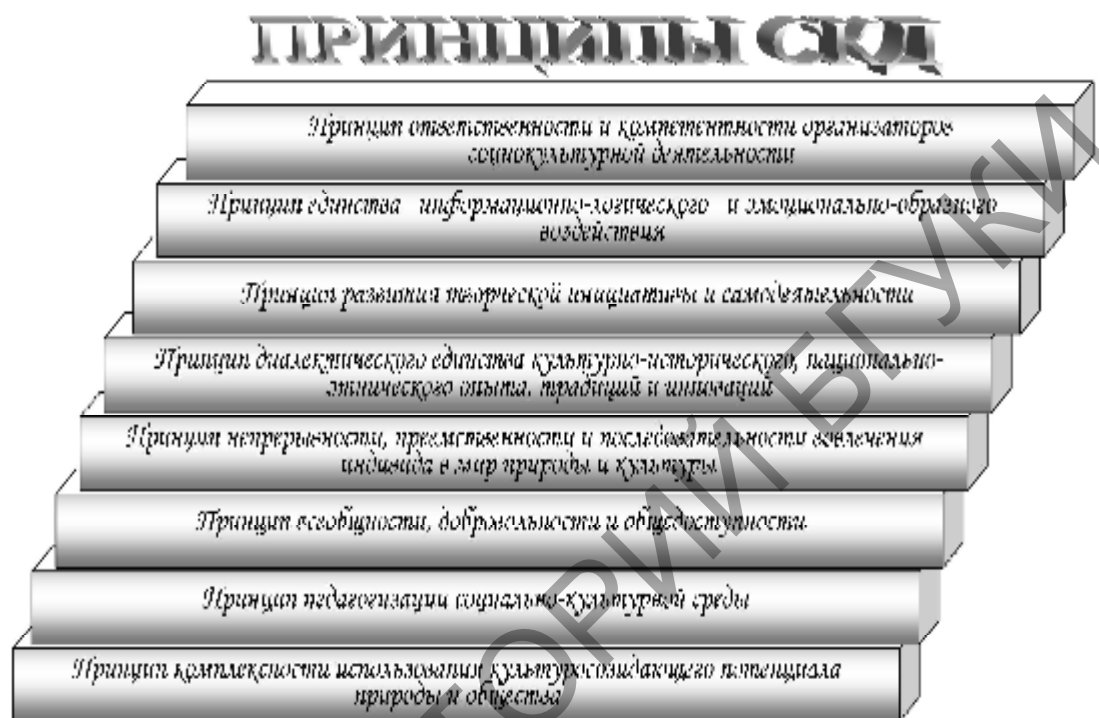 ПРИНЦИПЫ СКД
Принцип ответственности и компетентности организаторов
социокультурной деятельности
Принцип единства информационно-логического и эмоционально-образного
воздействия
Принцип развития творческой инициативы и самодеятельности
Принцип диалектического единства культурно-исторического, национально-
этнического опыта, традиций и инноваций
Принцип непрерывности, преемственности и последовательности вовлечения
индивида в мир природы и культуры
Принцип всеобщности, добровольности и общедоступности
Принцип педагогизации социально-культурной среды
Принцип комплексности использования культуросозидающего потенциала
природы и общества
ТОРИЙ БГУКИ